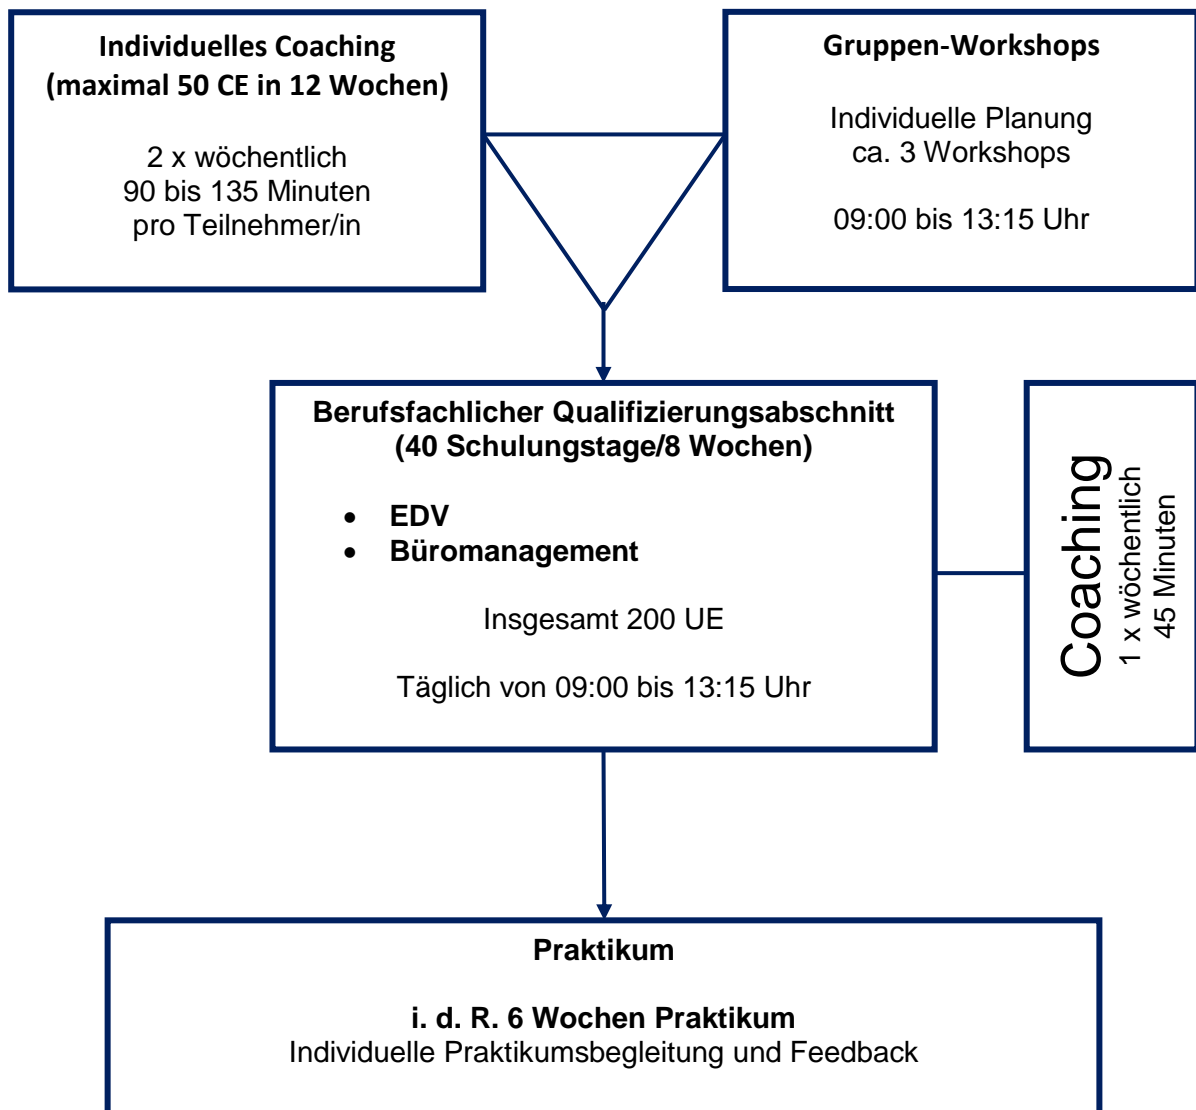 Individuelles Coaching
(maximal 50 CE in 12 Wochen)
2 x wöchentlich
90 bis 135 Minuten
pro Teilnehmer/in
Gruppen-Workshops
Individuelle Planung
ca. 3 Workshops
09:00 bis 13:15 Uhr
Berufsfachlicher Qualifizierungsabschnitt
(40 Schulungstage/8 Wochen)
• EDV
• Büromanagement
Insgesamt 200 UE
Täglich von 09:00 bis 13:15 Uhr
Coaching
1 x wöchentlich
45 Minuten
Praktikum
i. d. R. 6 Wochen Praktikum
Individuelle Praktikumsbegleitung und Feedback